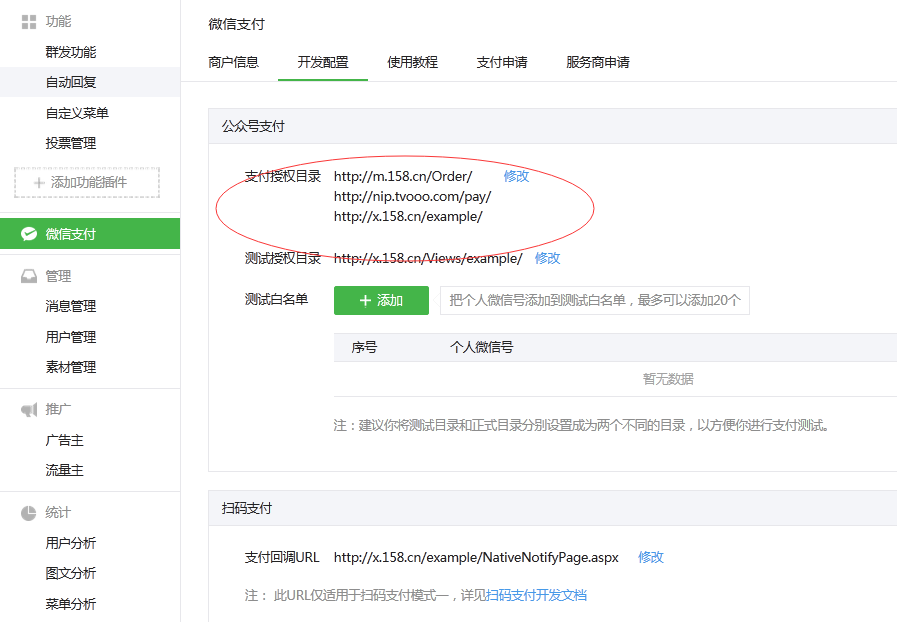 功能
群发功能
自动回复
自定义菜单
投票管理
添加功能插件
微信支付
管理
消息管理
用户管理
素材管理
推广
广告主
流量主
统计
用户分析
图文分析
菜单分析
微信支付
商户信息 开发配置 使用教程 支付申请 服务商申请
公众号支付
支付授权目录 http://m.158.cn/Order/ 修改
http://nip.tvooo.com/pay/
http://x.158.cn/example/
测试授权目录 http://x.158.cn/Views/example/ 修改
测试白名单 添加 把个人微信号添加到测试白名单，最多可以添加20个
序号 个人微信号
暂无数据
注：建议你将测试目录和正式目录分别设置成为两个不同的目录，以方便你进行支付测试。
扫码支付
支付回调URL http://x.158.cn/example/NativeNotifyPage.aspx 修改
注： 此URL仅适用于扫码支付模式一，详见扫码支付开发文档